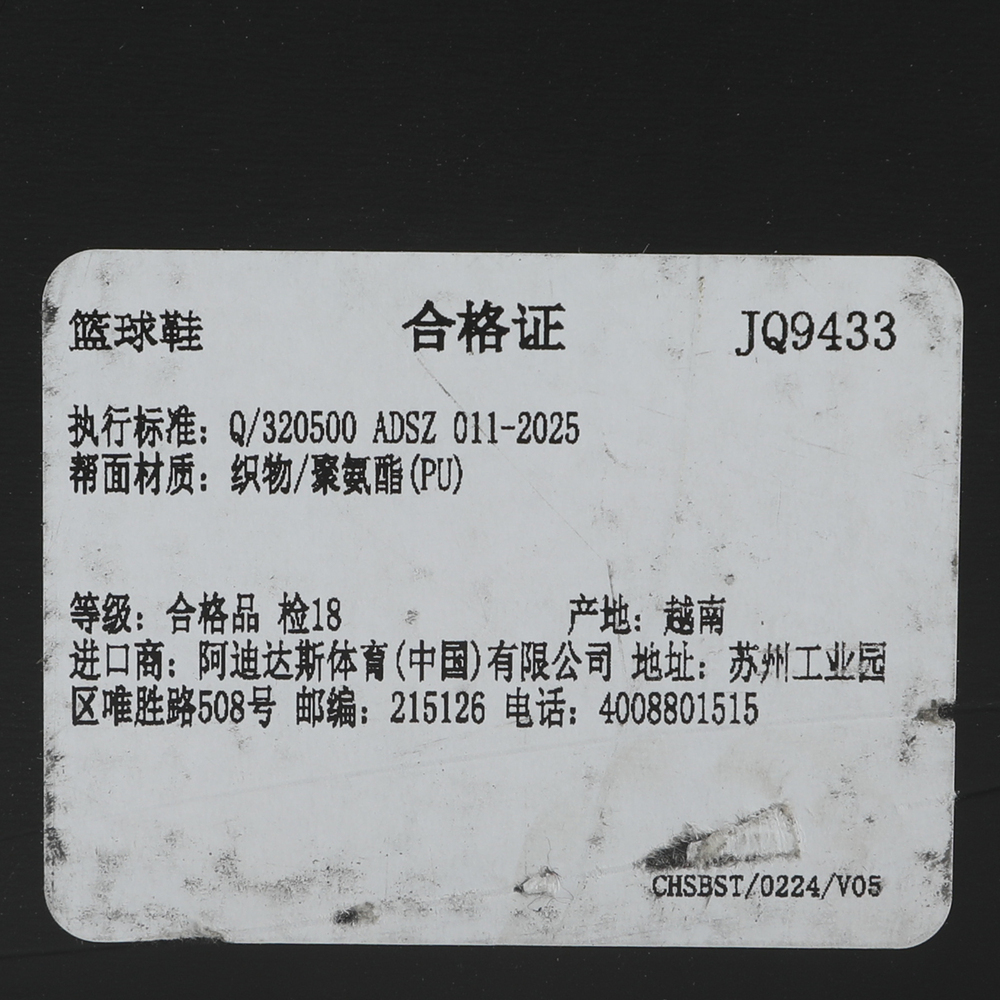 篮球鞋 合格证 JQ9433
执行标准：Q/320500 ADSZ 011-2025
帮面材质：织物/聚氨酯(PU)
等级：合格品 检18 产地：越南
进口商：阿迪达斯体育(中国)有限公司 地址：苏州工业园
区唯胜路508号 邮编：215126 电话：4008801515
CHSBST/0224/V05